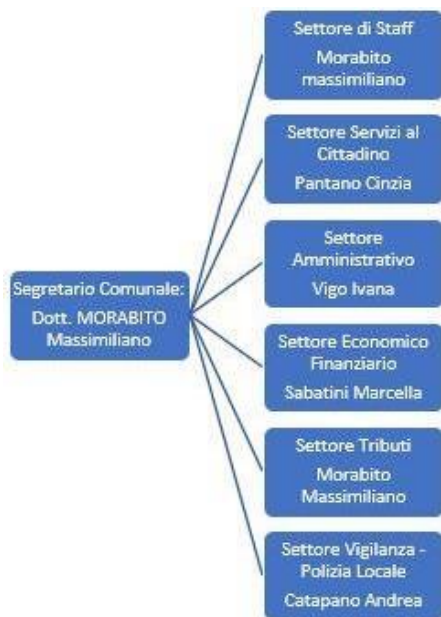 Segretario Comunale:
Dott. MORABITO
Massimiliano
Settore di Staff
Morabito
massimiliano
Settore Servizi al
Cittadino
Pantano Cinzia
Settore
Amministrativo
Vigo Ivana
Settore Economico
Finanziario
Sabatini Marcella
Settore Tributi
Morabito
Massimiliano
Settore Vigilanza -
Polizia Locale
Catapano Andrea